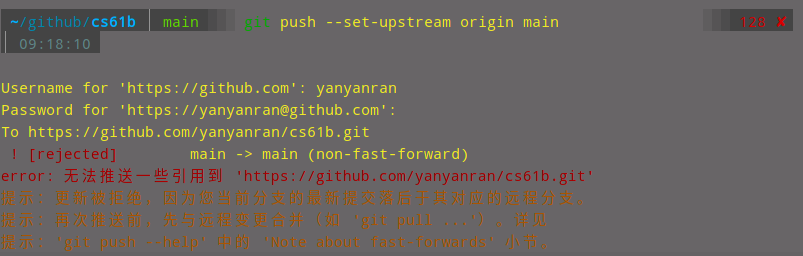 ~/github/cs61b main git push --set-upstream origin main 128 ✘
09:18:10
Username for 'https://github.com': yanyanran
Password for 'https://yanyanran@github.com':
To https://github.com/yanyanran/cs61b.git
! [rejected] main -> main (non-fast-forward)
error: 无法推送一些引用到 'https://github.com/yanyanran/cs61b.git'
提示：更新被拒绝，因为您当前分支的最新提交落后于其对应的远程分支。
提示：再次推送前，先与远程变更合并（如 'git pull ...'）。详见
提示：'git push --help' 中的 'Note about fast-forwards' 小节。